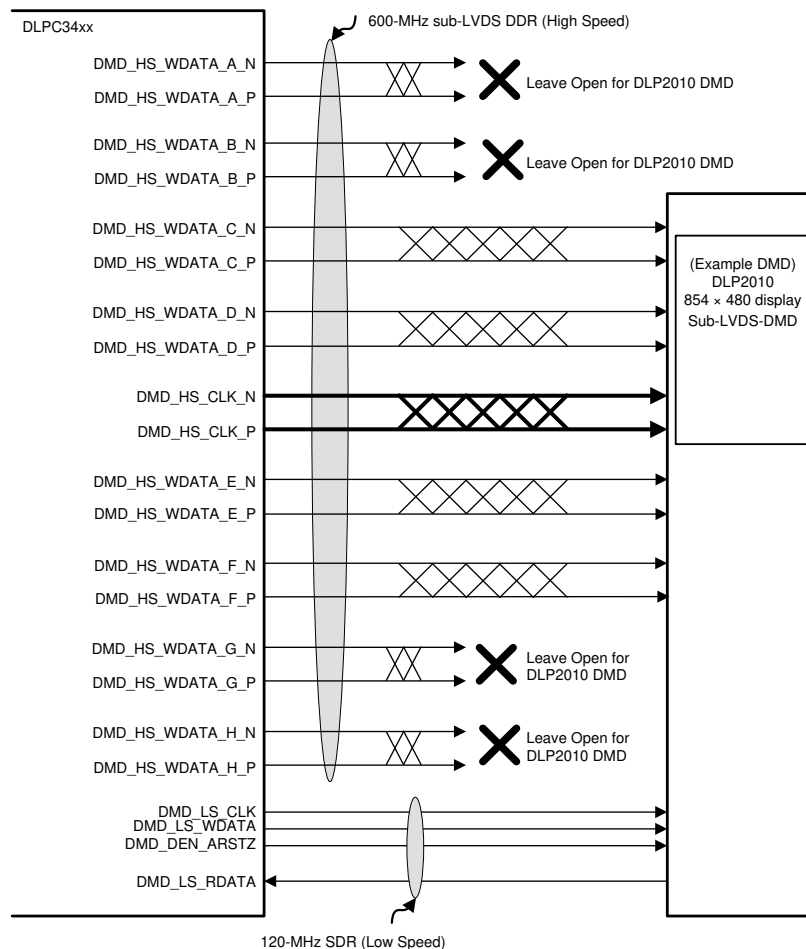 600-MHz sub-LVDS DDR (High Speed)
DLPC34xx
DMD_HS_WDATA_A_N
DMD_HS_WDATA_A_P
Leave Open for DLP2010 DMD
DMD_HS_WDATA_B_N
DMD_HS_WDATA_B_P
Leave Open for DLP2010 DMD
DMD_HS_WDATA_C_N
DMD_HS_WDATA_C_P
(Example DMD)
DLP2010
854 × 480 display
Sub-LVDS-DMD
DMD_HS_WDATA_D_N
DMD_HS_WDATA_D_P
DMD_HS_CLK_N
DMD_HS_CLK_P
DMD_HS_WDATA_E_N
DMD_HS_WDATA_E_P
DMD_HS_WDATA_F_N
DMD_HS_WDATA_F_P
DMD_HS_WDATA_G_N
DMD_HS_WDATA_G_P
Leave Open for
DLP2010 DMD
DMD_HS_WDATA_H_N
DMD_HS_WDATA_H_P
Leave Open for
DLP2010 DMD
DMD_LS_CLK
DMD_LS_WDATA
DMD_DEN_ARSTZ
DMD_LS_RDATA
120-MHz SDR (Low Speed)